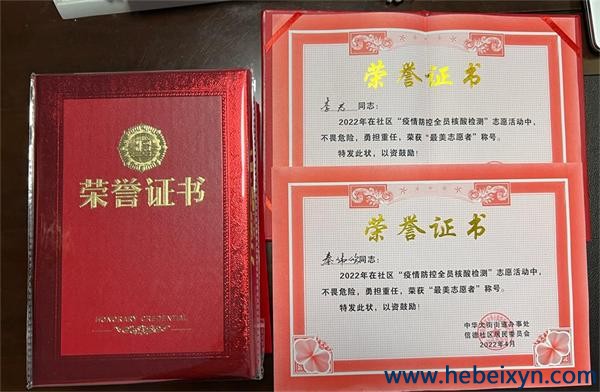 荣誉证书
HONORARY CREDENTIAL
荣誉证书
同志：
2022年在社区“疫情防控全员核酸检测”志愿活动中，
不畏危险，勇担重任，荣获“最美志愿者”称号。
特发此状，以资鼓励！
荣誉证书
同志：
2022年在社区“疫情防控全员核酸检测”志愿活动中，
不畏危险，勇担重任，荣获“最美志愿者”称号。
特发此状，以资鼓励！
中华大街街道办事处
信德社区居民委员会
2022年4月
www.hebeixyn.com